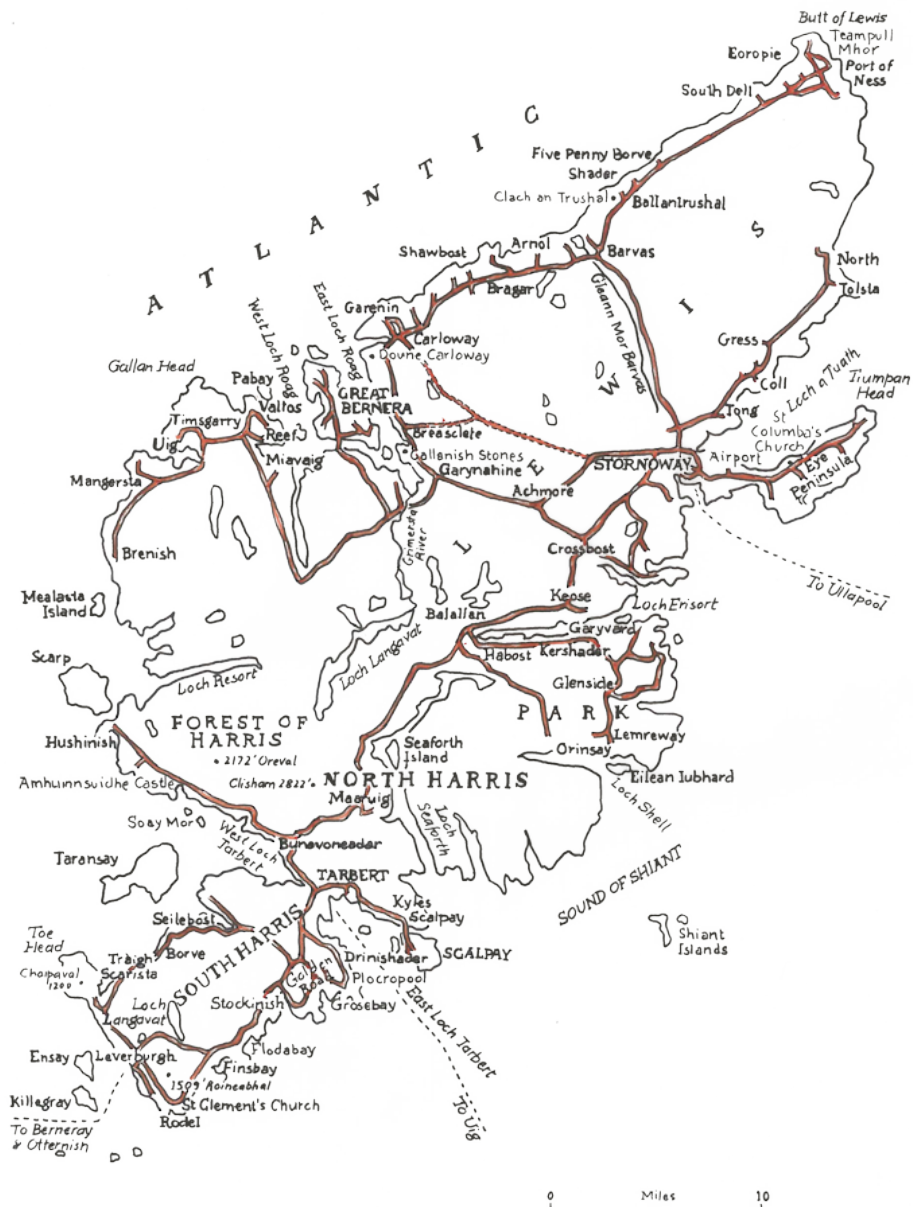 Butt of Lewis
Teampull
Mhor
Eoropie
Port of
Ness
South Dell
ATLANTIC
Five Penny Borve
Shader
Clach an Trushal
Ballantrushal
Shawbost
Arnol
Barvas
Bragar
North
Tolsta
Gleann Mor Barvas
LEWIS
Garenin
Carloway
Doune Carloway
East Loch Roag
West Loch Roag
Gress
Coll
Tong
Loch a Tuath
Tiumpan
Head
St
Columba's
Church
Gallan Head
Pabay
Valtos
GREAT
BERNERA
Timsgarry
Uig
Reef
Miavaig
Breasclete
Callanish Stones
Garynahine
STORNOWAY
Airport
Eye
Peninsula
Mangersta
Achmore
Brenish
Grimersta
River
Crossbost
To Ullapool
Mealasta
Island
Balallan
Keose
Loch Erisort
Garyvard
Loch Langavat
Habost
Kershader
Scarp
Loch Resort
Glenside
PARK
FOREST OF
HARRIS
Hushinish
Seaforth
Island
Orinsay
Lemreway
2172' Oreval
Clisham 2822'
NORTH HARRIS
Eilean Iubhard
Amhuinnsuidhe Castle
Maaruig
Loch Shell
Soay Mor
West Loch
Tarbert
Bunavoneadar
Loch
Seaforth
Taransay
TARBERT
SOUND OF SHIANT
Kyles
Scalpay
Seilebost
SOUTH HARRIS
SCALPAY
Shiant
Islands
Toe
Head
Borve
Traigh
Scarista
Drinishader
Plocropool
Chaipaval
1200
Golden
Road
Stockinish
Grosebay
Loch
Langavat
East Loch Tarbert
Leverburgh
Flodabay
Finsbay
Ensay
1509' Roineabhal
Killegray
St Clement's Church
Rodel
To Uig
To Berneray
& Otternish
0 Miles 10